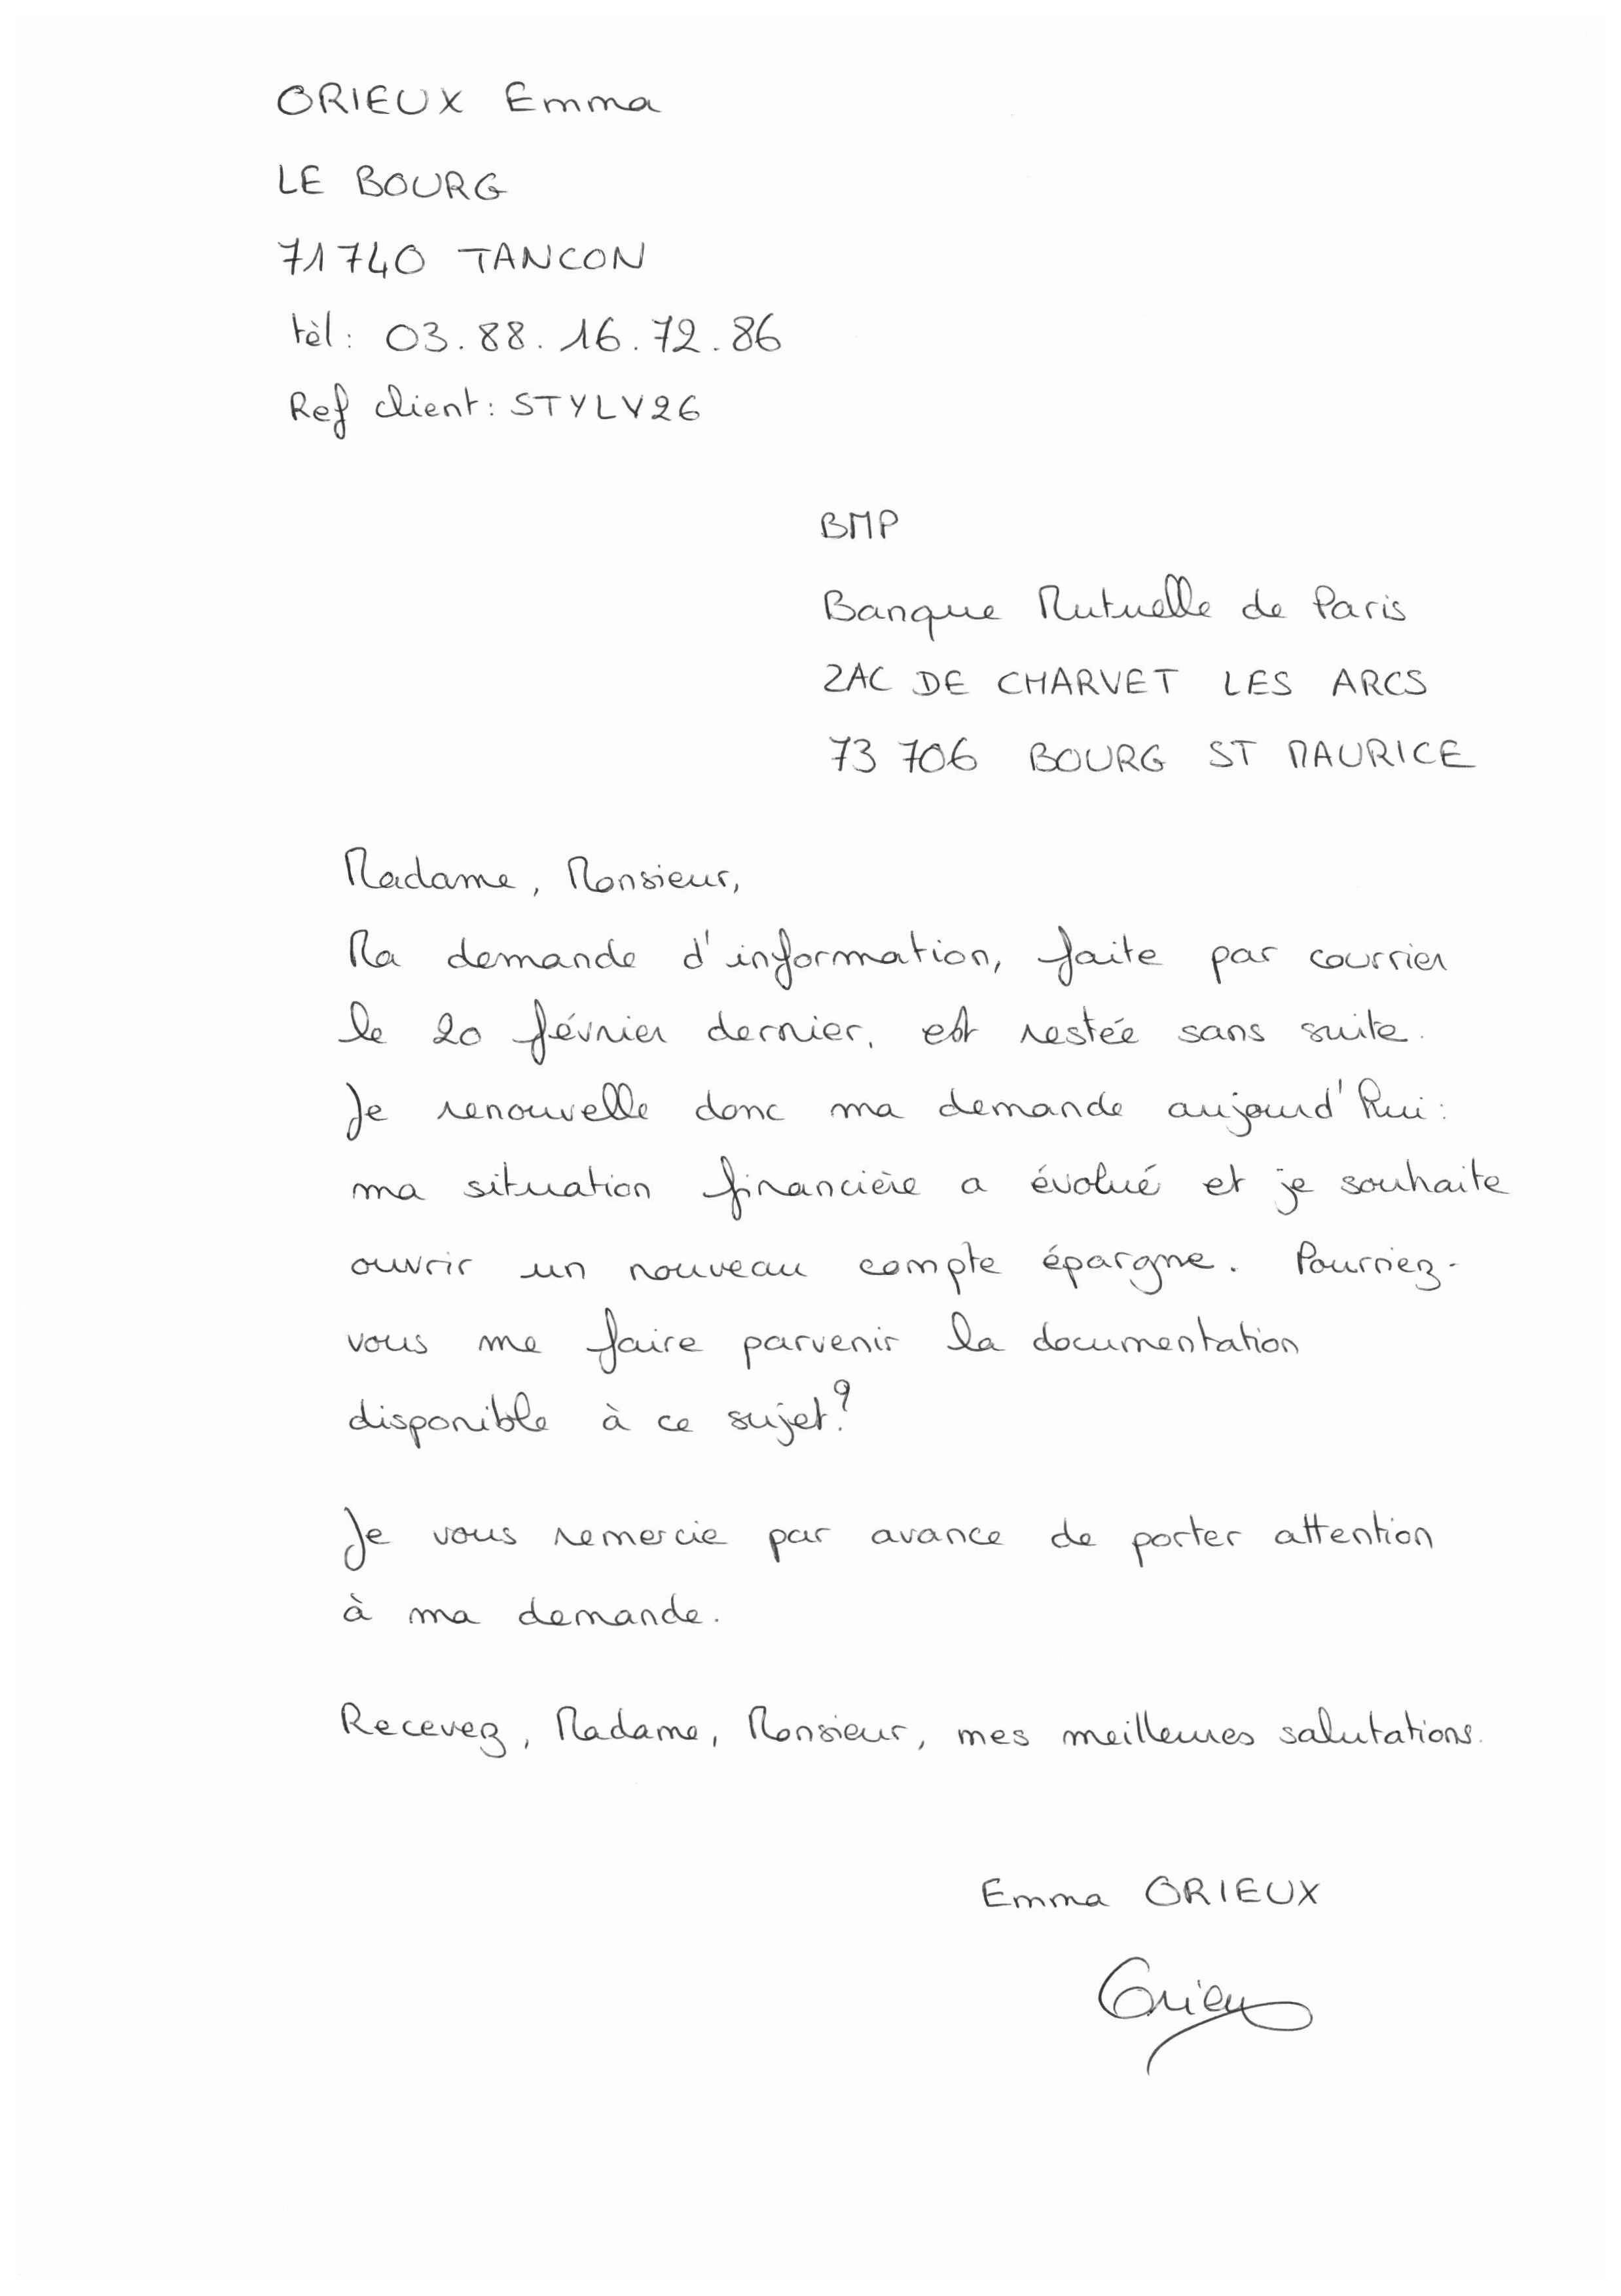 ORIEUX Emma
LE BOURG
71740 TANCON
tèl: 03.88.16.72.86
Ref client: STYLV26
BMP
Banque Mutuelle de Paris
ZAC DE CHARVET LES ARCS
73 706 BOURG ST MAURICE
Madame, Monsieur,
Ma demande d'information, faite par courrier
le 20 février dernier, est restée sans suite.
Je renouvelle donc ma demande aujourd'hui:
ma situation financière a évolué et je souhaite
ouvrir un nouveau compte épargne. Pourriez-
vous me faire parvenir la documentation
disponible à ce sujet?
Je vous remercie par avance de porter attention
à ma demande.
Recevez, Madame, Monsieur, mes meilleures salutations.
Emma ORIEUX
Orieux